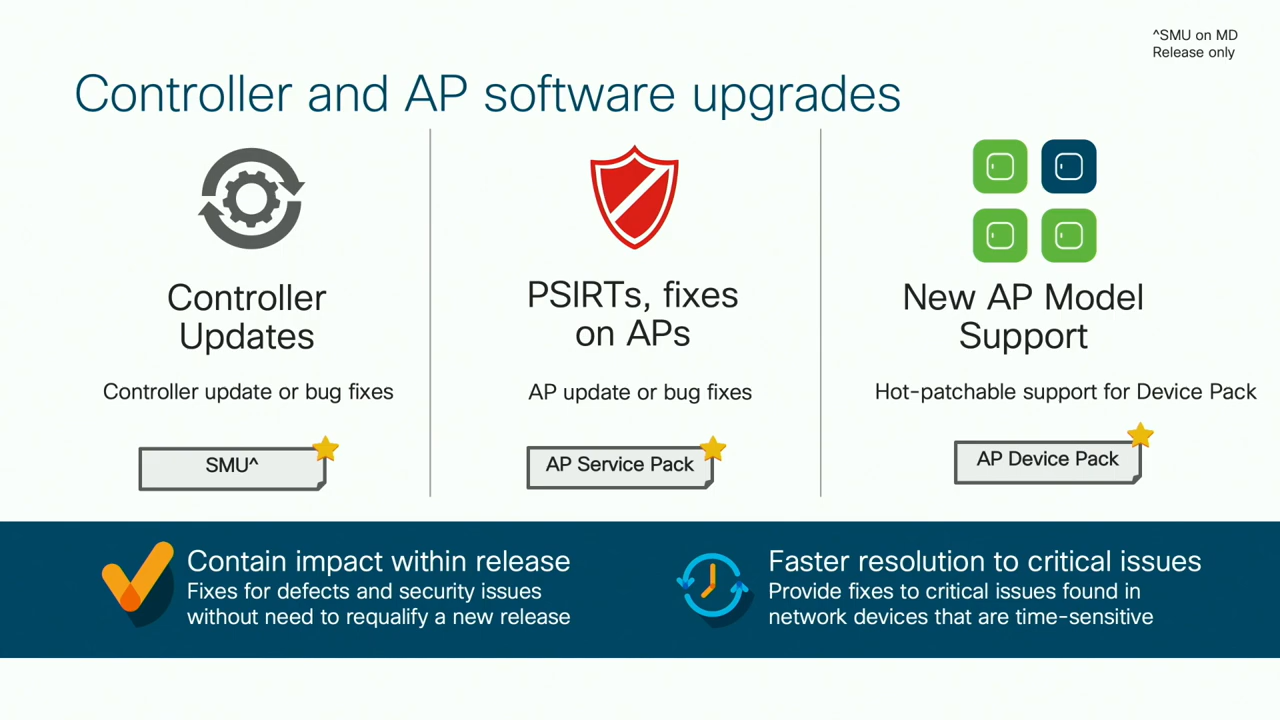 ^SMU on MD
Release only
Controller and AP software upgrades
Controller
Updates
Controller update or bug fixes
SMU^
PSIRTs, fixes
on APs
AP update or bug fixes
AP Service Pack
New AP Model
Support
Hot-patchable support for Device Pack
AP Device Pack
Contain impact within release
Fixes for defects and security issues
without need to requalify a new release
Faster resolution to critical issues
Provide fixes to critical issues found in
network devices that are time-sensitive